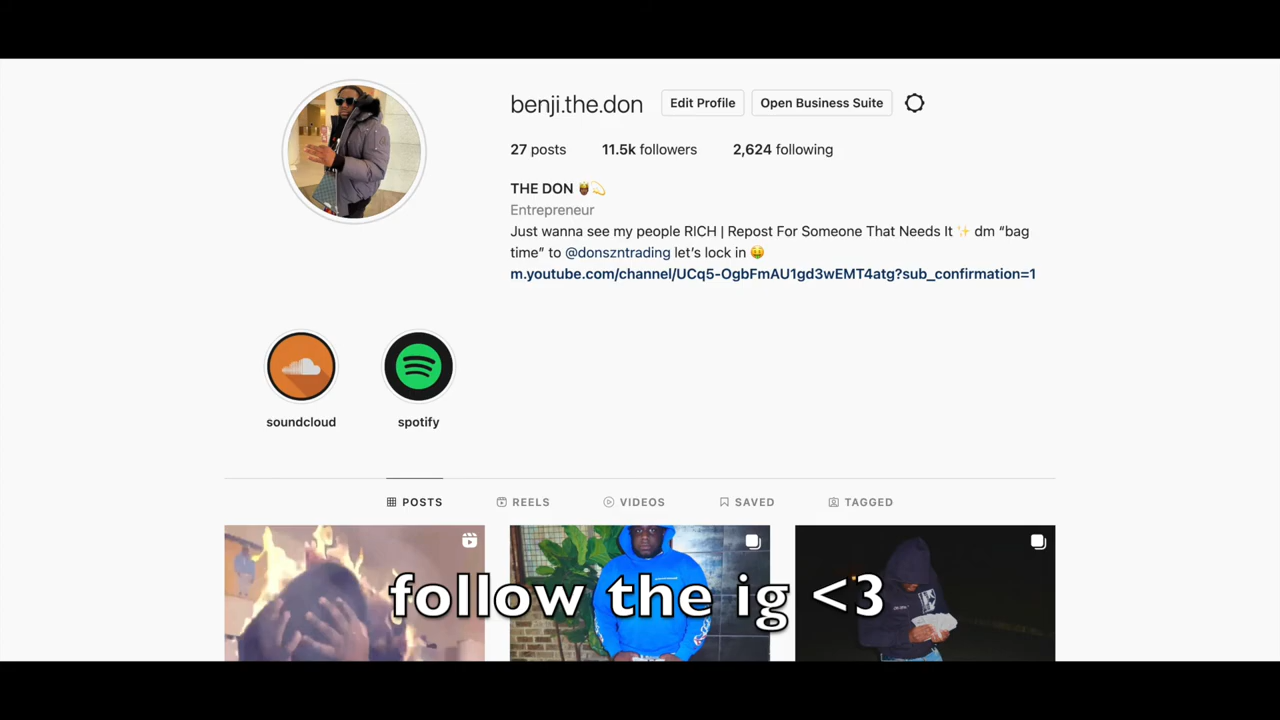 benji.the.don Edit Profile Open Business Suite
27 posts 11.5k followers 2,624 following
THE DON 🤴🏿💫
Entrepreneur
Just wanna see my people RICH | Repost For Someone That Needs It ✨ dm “bag
time” to @donszntrading let’s lock in 🤑
m.youtube.com/channel/UCq5-OgbFmAU1gd3wEMT4atg?sub_confirmation=1
soundcloud spotify
POSTS REELS VIDEOS SAVED TAGGED
follow the ig <3